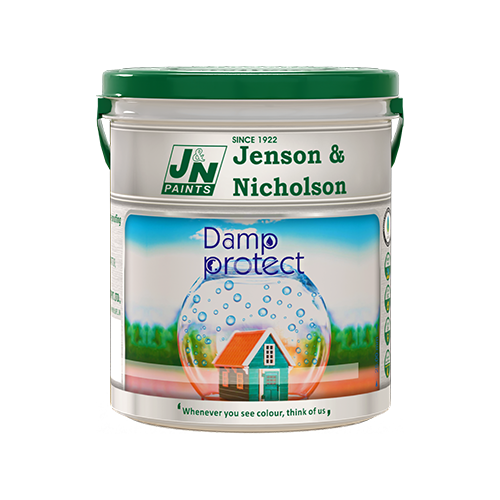 SINCE 1922
J&N
PAINTS
Jenson &
Nicholson
Damp
protect
‘Whenever you see colour, think of us,